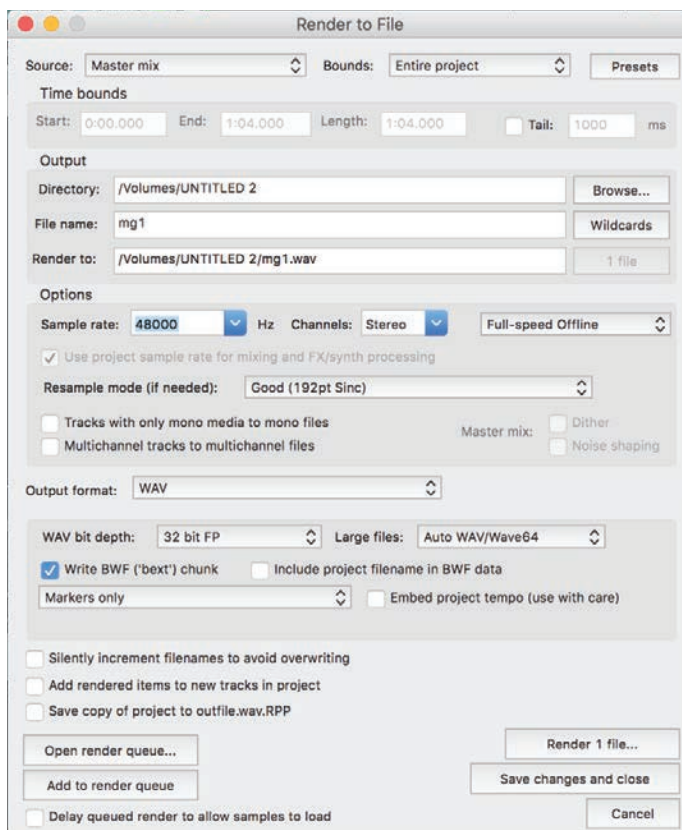 Render to File
Source: Master mix Bounds: Entire project Presets
Time bounds
Start: 0:00.000 End: 1:04.000 Length: 1:04.000 Tail: 1000 ms
Output
Directory: /Volumes/UNTITLED 2 Browse...
File name: mg1 Wildcards
Render to: /Volumes/UNTITLED 2/mg1.wav 1 file
Options
Sample rate: 48000 Hz Channels: Stereo Full-speed Offline
Use project sample rate for mixing and FX/synth processing
Resample mode (if needed): Good (192pt Sinc)
Tracks with only mono media to mono files Master mix: Dither
Multichannel tracks to multichannel files Noise shaping
Output format: WAV
WAV bit depth: 32 bit FP Large files: Auto WAV/Wave64
Write BWF ('bext') chunk Include project filename in BWF data
Markers only Embed project tempo (use with care)
Silently increment filenames to avoid overwriting
Add rendered items to new tracks in project
Save copy of project to outfile.wav.RPP
Open render queue... Render 1 file...
Add to render queue Save changes and close
Delay queued render to allow samples to load Cancel